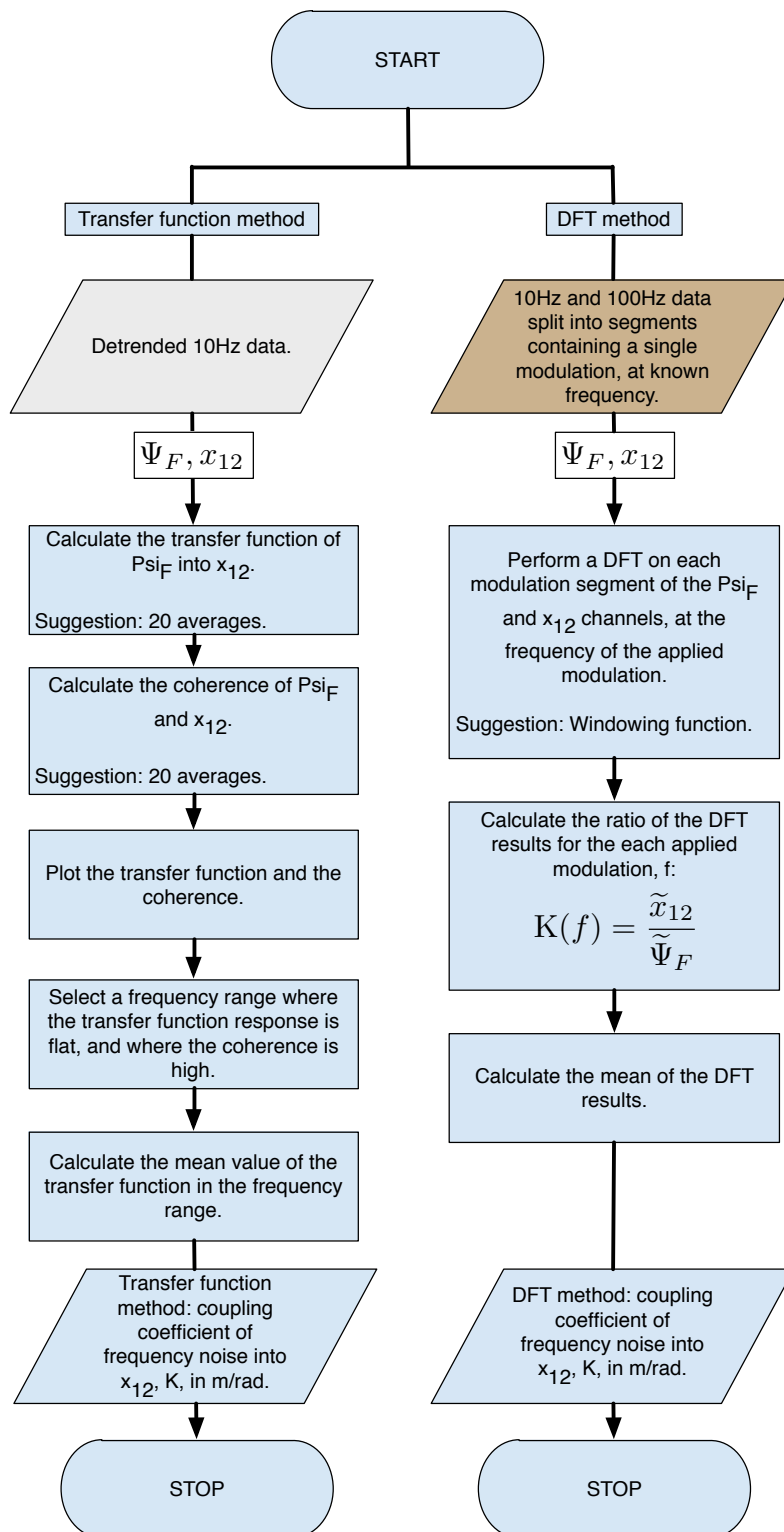 START
Transfer function method
Detrended 10Hz data.
Ψ_F, x_12
Calculate the transfer function of
Psi_F into x_12.
Suggestion: 20 averages.
Calculate the coherence of Psi_F
and x_12.
Suggestion: 20 averages.
Plot the transfer function and the
coherence.
Select a frequency range where
the transfer function response is
flat, and where the coherence is
high.
Calculate the mean value of the
transfer function in the frequency
range.
Transfer function
method: coupling
coefficient of
frequency noise into
x_12, K, in m/rad.
STOP
DFT method
10Hz and 100Hz data
split into segments
containing a single
modulation, at known
frequency.
Ψ_F, x_12
Perform a DFT on each
modulation segment of the Psi_F
and x_12 channels, at the
frequency of the applied
modulation.
Suggestion: Windowing function.
Calculate the ratio of the DFT
results for the each applied
modulation, f:
K(f) = x̃_12 / Ψ̃_F
Calculate the mean of the DFT
results.
DFT method: coupling
coefficient of
frequency noise into
x_12, K, in m/rad.
STOP